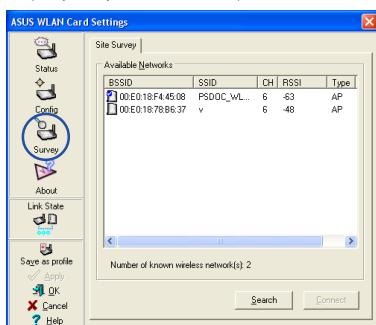 ASUS WLAN Card Settings
Status
Config
Survey
About
Link State
Save as profile
Apply
OK
Cancel
Help
Site Survey
Available Networks
BSSID SSID CH RSSI Type
00:E0:18:F4:45:08 PSDOC_WL... 6 -63 AP
00:E0:18:78:B6:37 v 6 -48 AP
Number of known wireless network(s): 2
Search Connect